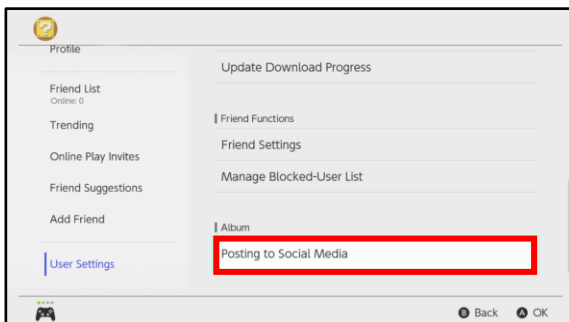 Profile
Friend List
Online: 0
Trending
Online Play Invites
Friend Suggestions
Add Friend
User Settings
Update Download Progress
Friend Functions
Friend Settings
Manage Blocked-User List
Album
Posting to Social Media
B Back A OK